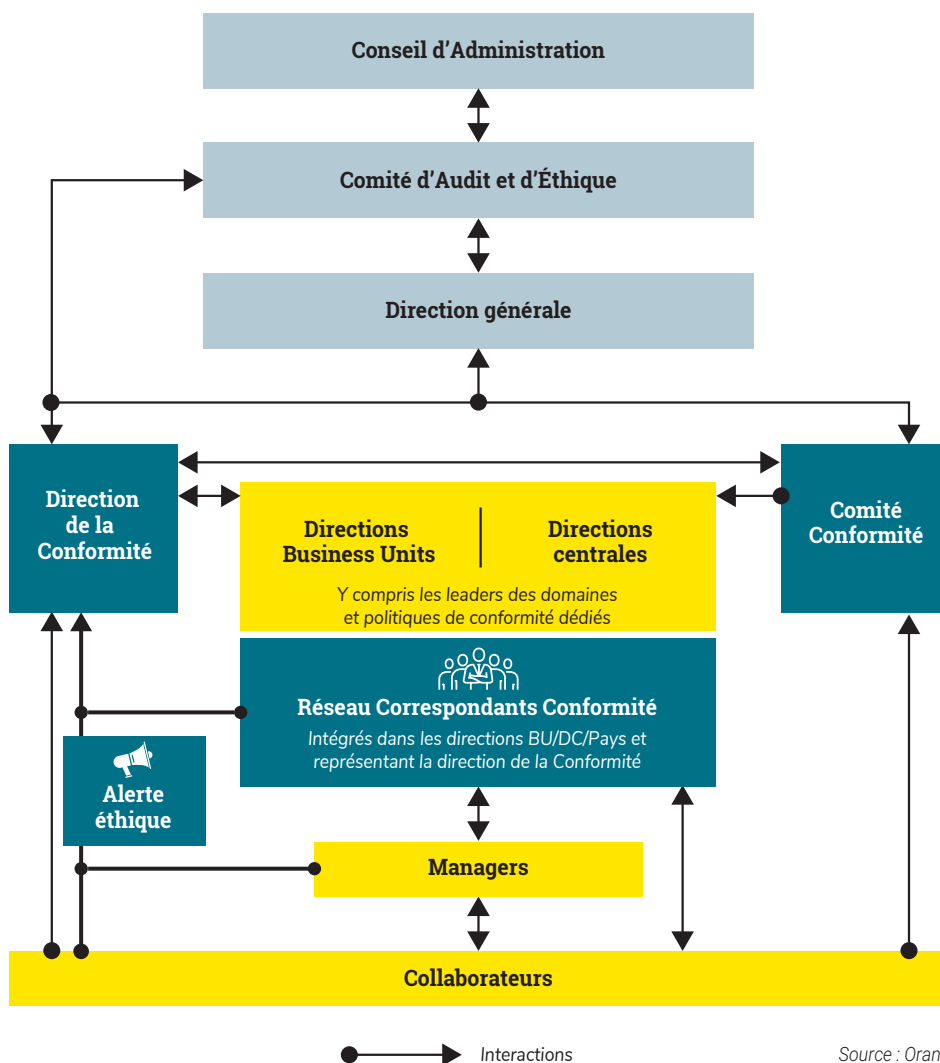 Conseil d’Administration
Comité d’Audit et d’Éthique
Direction générale
Direction
de la
Conformité
Directions
Business Units
Directions
centrales
Y compris les leaders des domaines
et politiques de conformité dédiés
Comité
Conformité
Réseau Correspondants Conformité
Intégrés dans les directions BU/DC/Pays et
représentant la direction de la Conformité
Alerte
éthique
Managers
Collaborateurs
Interactions
Source :